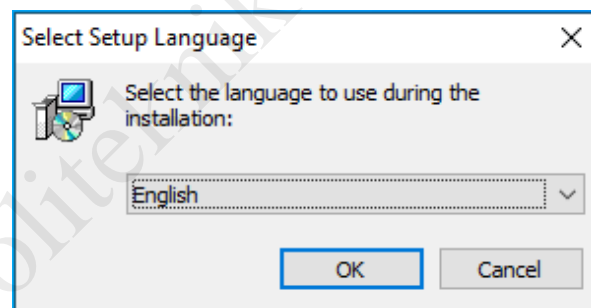 Select Setup Language
Select the language to use during the
installation:
English
OK
Cancel